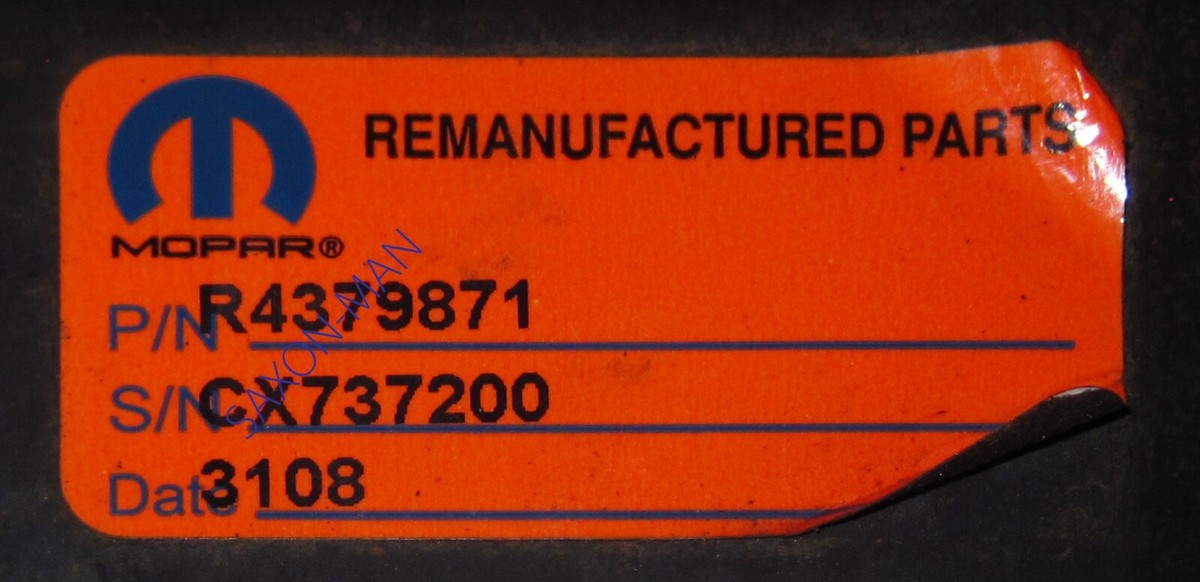 REMANUFACTURED PARTS
MOPAR®
P/N R4379871
S/N CX737200
Date 3108
SAXON-MAN